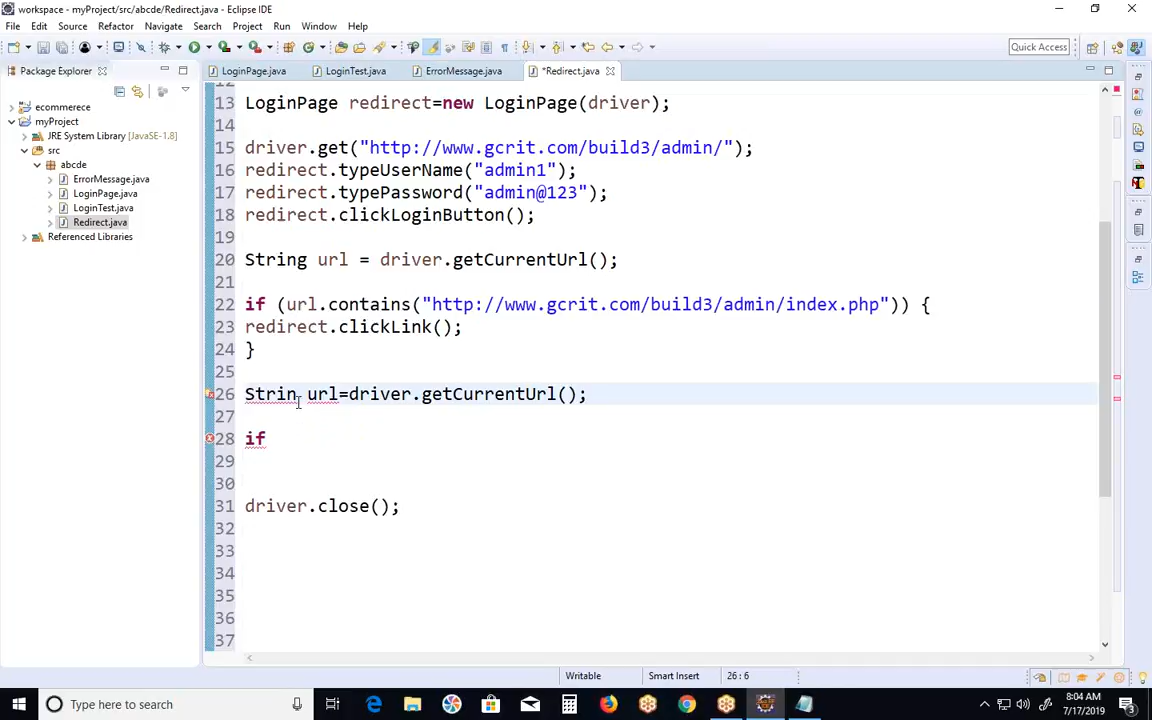 workspace - myProject/src/abcde/Redirect.java - Eclipse IDE
File Edit Source Refactor Navigate Search Project Run Window Help
Quick Access
Package Explorer
LoginPage.java LoginTest.java ErrorMessage.java *Redirect.java
ecommerece
myProject
JRE System Library [JavaSE-1.8]
src
abcde
ErrorMessage.java
LoginPage.java
LoginTest.java
Redirect.java
Referenced Libraries
12
13 LoginPage redirect=new LoginPage(driver);
14
15 driver.get("http://www.gcrit.com/build3/admin/");
16 redirect.typeUserName("admin1");
17 redirect.typePassword("admin@123");
18 redirect.clickLoginButton();
19
20 String url = driver.getCurrentUrl();
21
22 if (url.contains("http://www.gcrit.com/build3/admin/index.php")) {
23 redirect.clickLink();
24 }
25
26 Strin url=driver.getCurrentUrl();
27
28 if
29
30
31 driver.close();
32
33
34
35
36
37
Writable Smart Insert 26 : 6
Type here to search
8:04 AM
7/17/2019
3